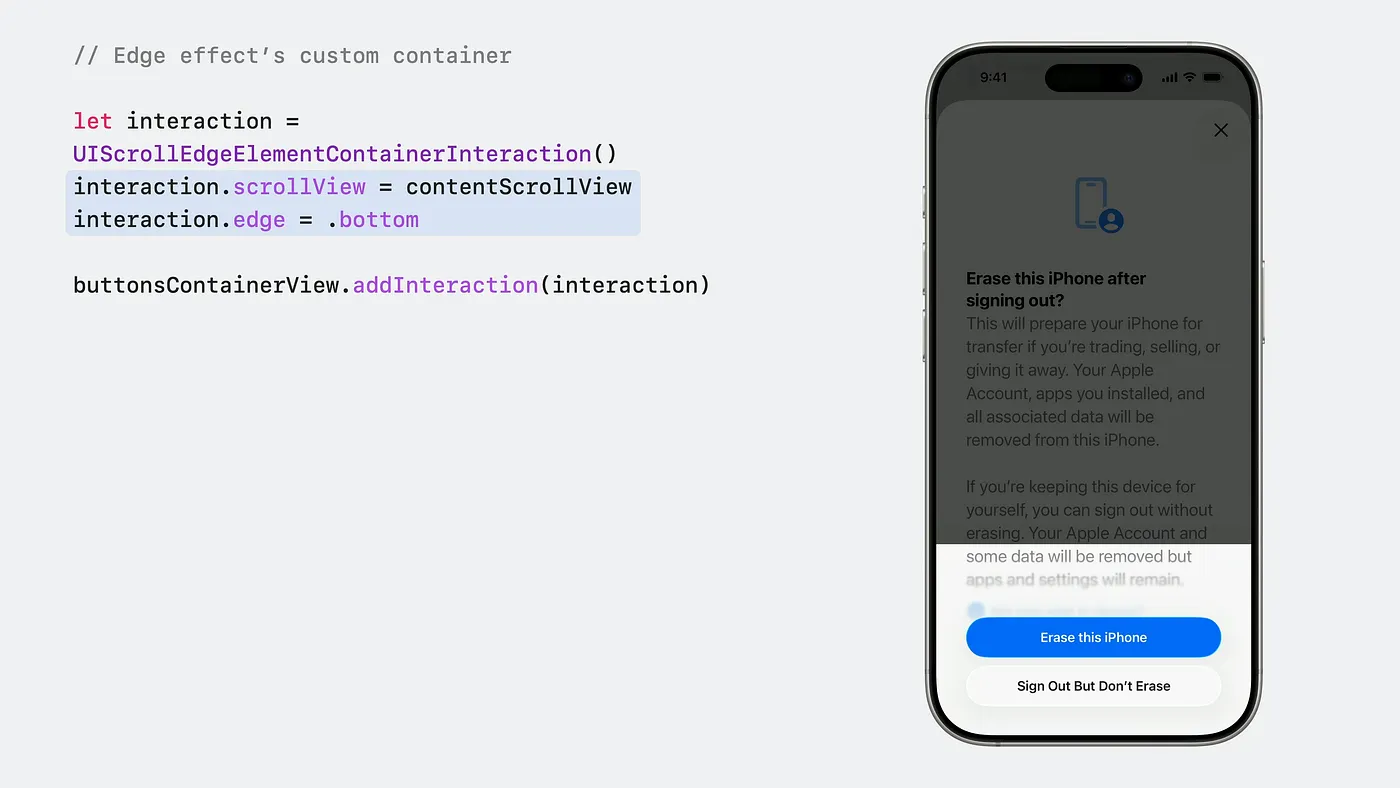 // Edge effect’s custom container
let interaction =
UIScrollEdgeElementContainerInteraction()
interaction.scrollView = contentScrollView
interaction.edge = .bottom
buttonsContainerView.addInteraction(interaction)
9:41
Erase this iPhone after
signing out?
This will prepare your iPhone for
transfer if you’re trading, selling, or
giving it away. Your Apple
Account, apps you installed, and
all associated data will be
removed from this iPhone.
If you’re keeping this device for
yourself, you can sign out without
erasing. Your Apple Account and
some data will be removed but
apps and settings will remain.
Erase this iPhone
Sign Out But Don’t Erase